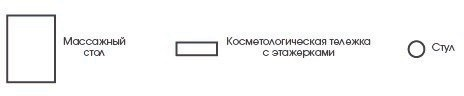 Массажный
стол
Косметологическая тележка
с этажерками
Стул